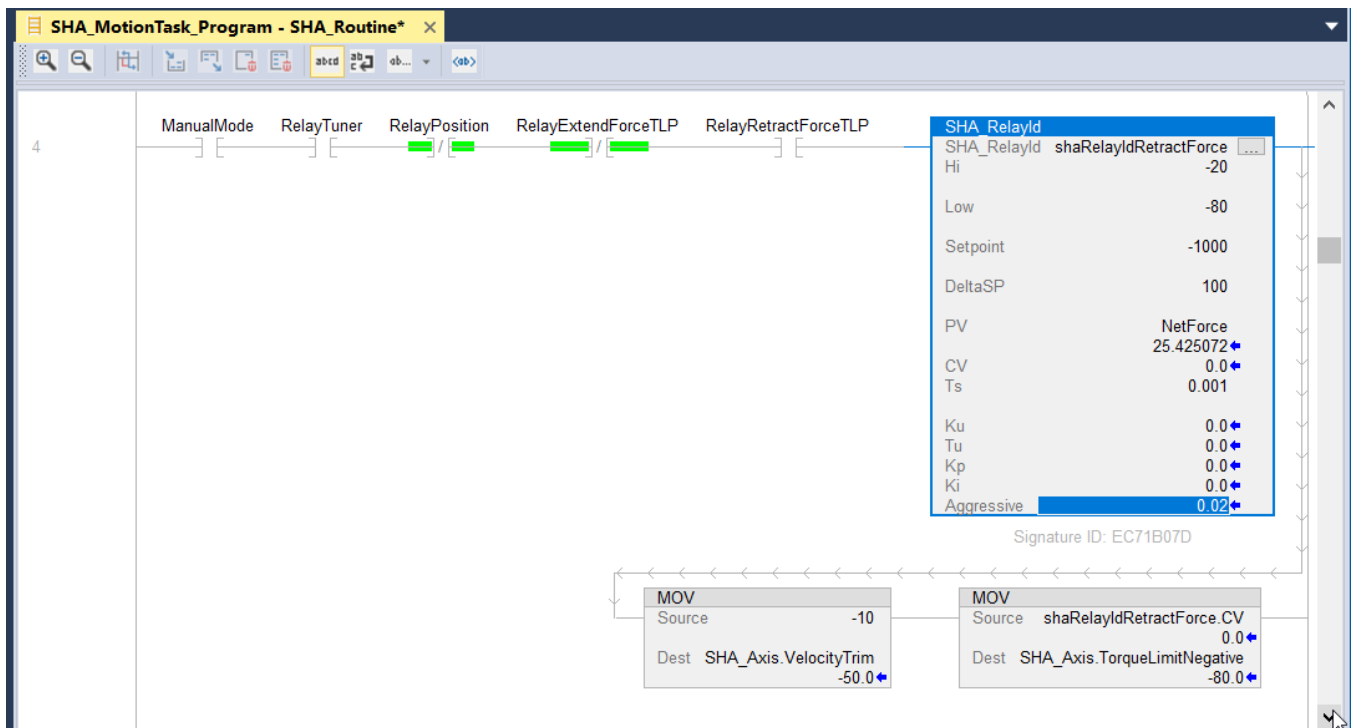 SHA_MotionTask_Program - SHA_Routine* ×
abcd ab c ab... <ab>
4
ManualMode RelayTuner RelayPosition RelayExtendForceTLP RelayRetractForceTLP
SHA_RelayId
SHA_RelayId shaRelayIdRetractForce ...
Hi -20
Low -80
Setpoint -1000
DeltaSP 100
PV NetForce
25.425072
CV 0.0
Ts 0.001
Ku 0.0
Tu 0.0
Kp 0.0
Ki 0.0
Aggressive 0.02
Signature ID: EC71B07D
MOV MOV
Source -10 Source shaRelayIdRetractForce.CV
0.0
Dest SHA_Axis.VelocityTrim Dest SHA_Axis.TorqueLimitNegative
-50.0 -80.0